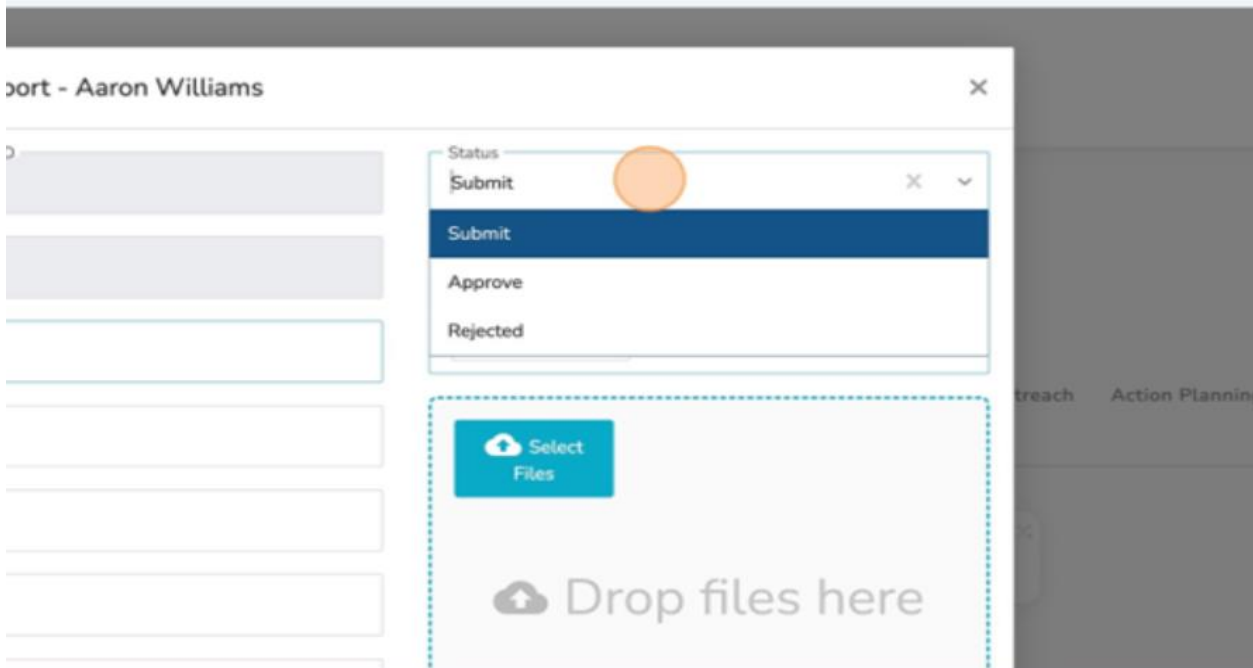 port - Aaron Williams
Status
Submit
Submit
Approve
Rejected
Select
Files
Drop files here
treach Action Plannin